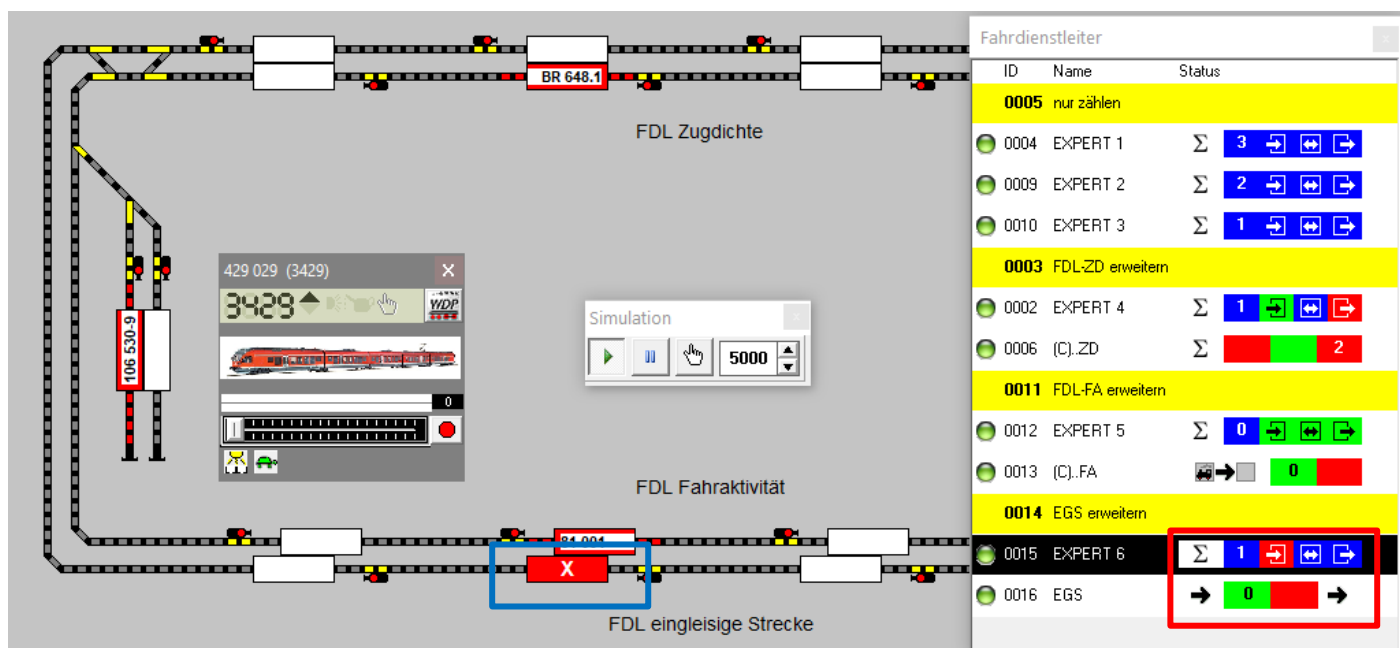 BR 648.1
FDL Zugdichte
106 530-9
429 029 (3429)
3429
WDP
0
Simulation
5000
FDL Fahraktivität
81 001
X
FDL eingleisige Strecke
Fahrdienstleiter
ID Name Status
0005 nur zählen
0004 EXPERT 1 Σ 3
0009 EXPERT 2 Σ 2
0010 EXPERT 3 Σ 1
0003 FDL-ZD erweitern
0002 EXPERT 4 Σ 1
0006 (C)..ZD Σ 2
0011 FDL-FA erweitern
0012 EXPERT 5 Σ 0
0013 (C)..FA 0
0014 EGS erweitern
0015 EXPERT 6 Σ 1
0016 EGS 0